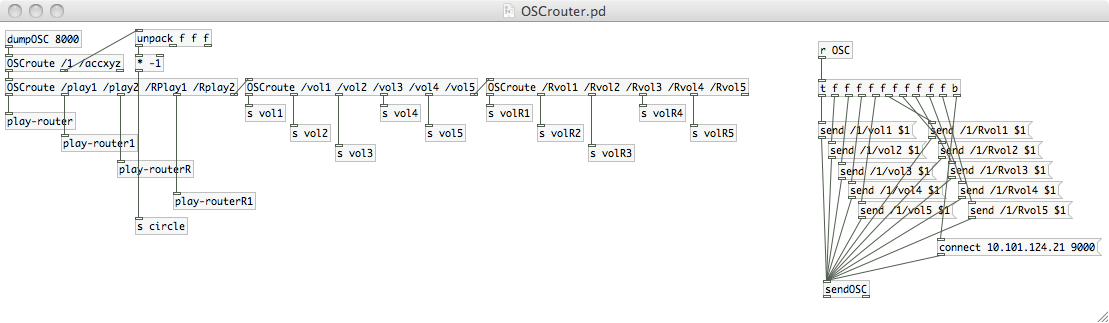 OSCrouter.pd
dumpOSC 8000
unpack f f f
r OSC
OSCroute /1 /accxyz
* -1
OSCroute /play1 /play2 /RPlay1 /Rplay2
OSCroute /vol1 /vol2 /vol3 /vol4 /vol5
OSCroute /Rvol1 /Rvol2 /Rvol3 /Rvol4 /Rvol5
t f f f f f f f f f f b
s vol1
s vol4
s volR1
s volR4
play-router
s vol2
s vol5
s volR2
s volR5
send /1/vol1 $1
send /1/Rvol1 $1
play-router1
s vol3
s volR3
send /1/vol2 $1
send /1/Rvol2 $1
play-routerR
send /1/vol3 $1
send /1/Rvol3 $1
send /1/vol4 $1
send /1/Rvol4 $1
play-routerR1
send /1/vol5 $1
send /1/Rvol5 $1
s circle
connect 10.101.124.21 9000
sendOSC